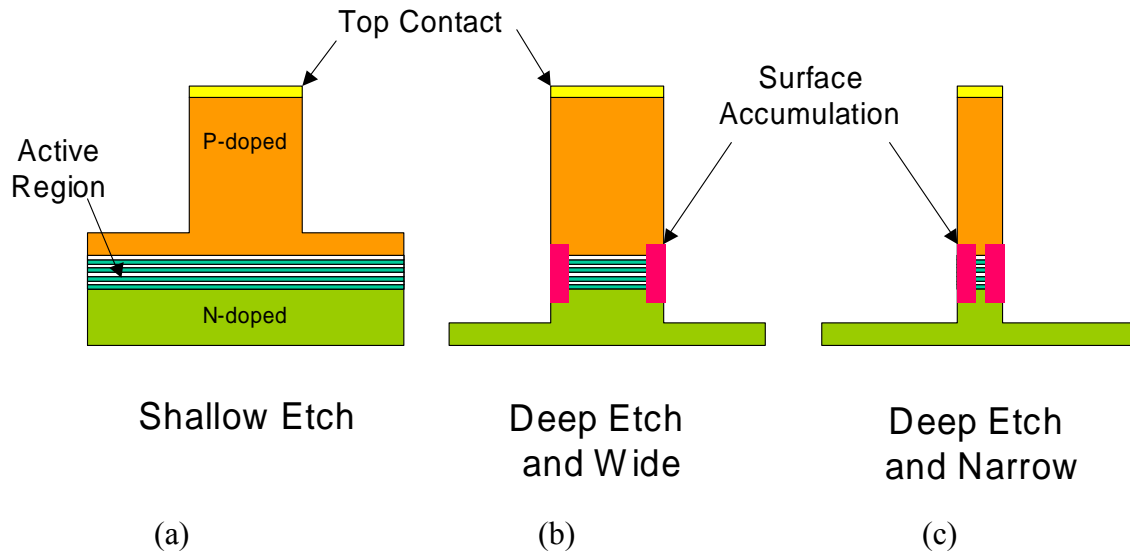 Top Contact
Surface
Accumulation
P-doped
Active
Region
N-doped
Shallow Etch
Deep Etch
and Wide
Deep Etch
and Narrow
(a)
(b)
(c)